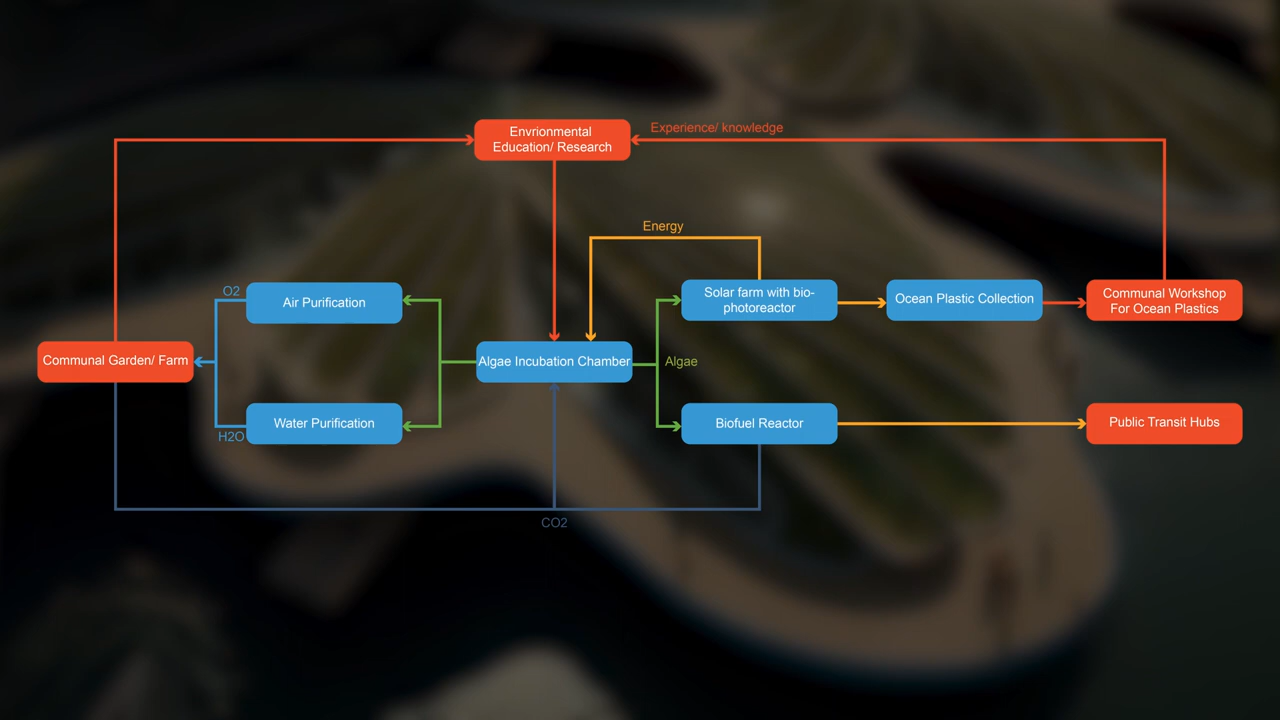 Envrionmental
Education/ Research
Experience/ knowledge
Energy
O2
Air Purification
Solar farm with bio-
photoreactor
Ocean Plastic Collection
Communal Workshop
For Ocean Plastics
Communal Garden/ Farm
Algae Incubation Chamber
Algae
H2O
Water Purification
Biofuel Reactor
Public Transit Hubs
CO2